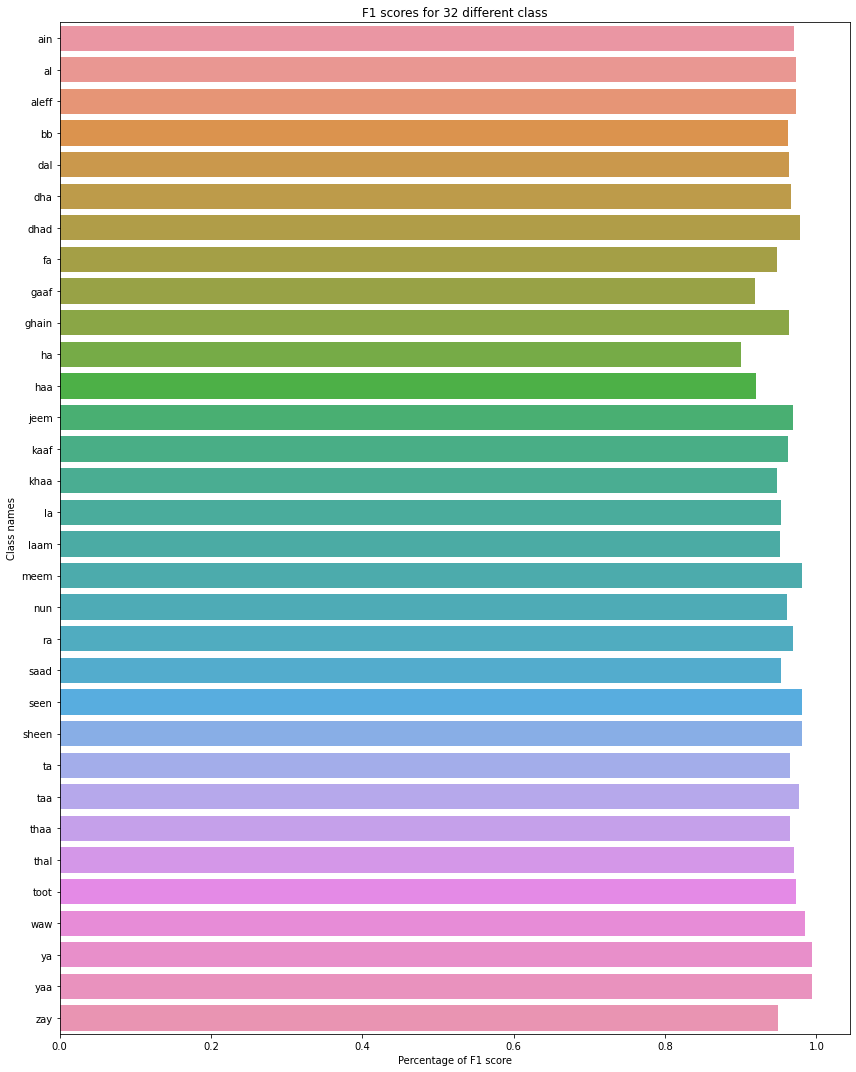 F1 scores for 32 different class
ain
al
aleff
bb
dal
dha
dhad
fa
gaaf
ghain
ha
haa
jeem
kaaf
khaa
la
laam
meem
nun
ra
saad
seen
sheen
ta
taa
thaa
thal
toot
waw
ya
yaa
zay
Class names
0.0 0.2 0.4 0.6 0.8 1.0
Percentage of F1 score